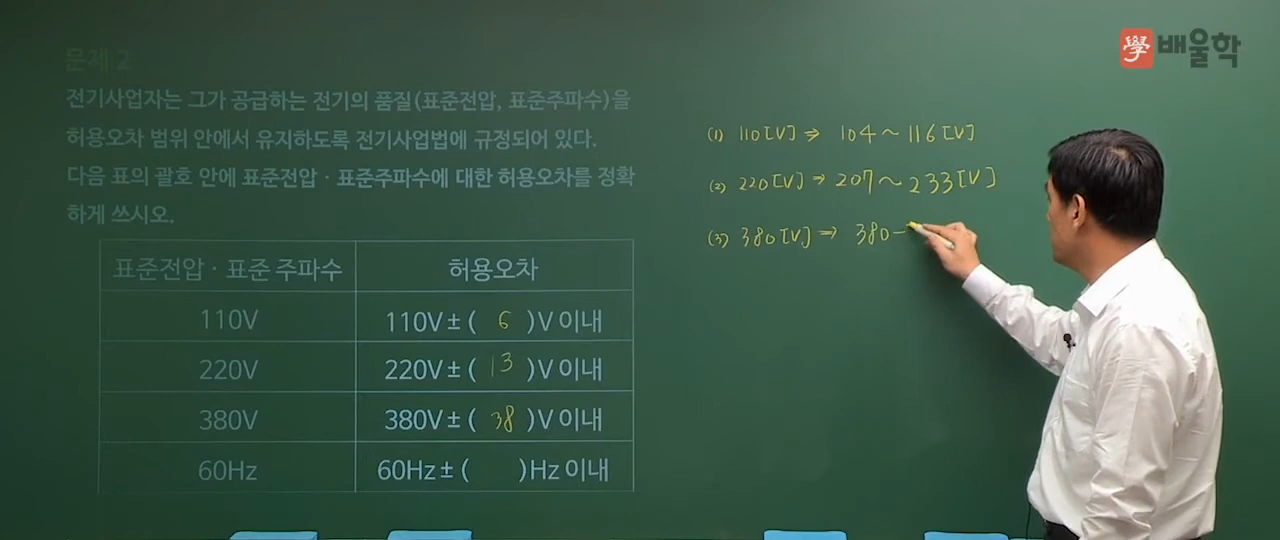 學 배울학
문제 2
전기사업자는 그가 공급하는 전기의 품질(표준전압, 표준주파수)을
허용오차 범위 안에서 유지하도록 전기사업법에 규정되어 있다.
다음 표의 괄호 안에 표준전압 · 표준주파수에 대한 허용오차를 정확
하게 쓰시오.
표준전압 · 표준 주파수 허용오차
110V 110V ± ( 6 )V 이내
220V 220V ± ( 13 )V 이내
380V 380V ± ( 38 )V 이내
60Hz 60Hz ± ( )Hz 이내
(1) 110[V] ⇒ 104 ~ 116[V]
(2) 220[V] ⇒ 207 ~ 233[V]
(3) 380[V] ⇒ 380-